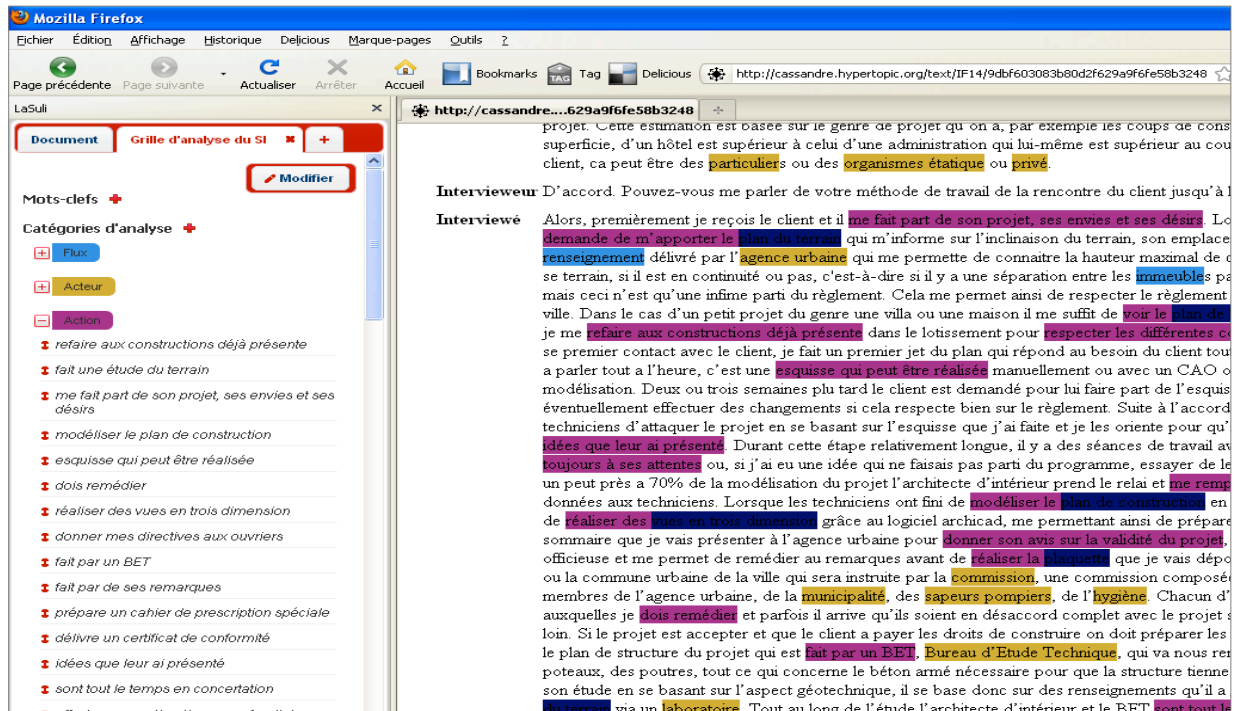 Mozilla Firefox
Fichier Édition Affichage Historique Delicious Marque-pages Outils ?
Page précédente Page suivante Actualiser Arrêter Accueil Bookmarks TAG Tag Delicious http://cassandre.hypertopic.org/text/IF14/9dbf603083b80d2f629a9f6fe58b3248
LaSuli ×
http://cassandre....629a9f6fe58b3248
Document Grille d'analyse du SI +
Modifier
Mots-clefs
Catégories d'analyse
Flux
Acteur
Action
refaire aux constructions déjà présente
fait une étude du terrain
me fait part de son projet, ses envies et ses
désirs
modéliser le plan de construction
esquisse qui peut être réalisée
dois remédier
réaliser des vues en trois dimension
donner mes directives aux ouvriers
fait par un BET
fait par de ses remarques
prépare un cahier de prescription spéciale
délivre un certificat de conformité
idées que leur ai présenté
sont tout le temps en concertation
projet. Cette estimation est basée sur le genre de projet qu'on a, par exemple les coups de cons
superficie, d'un hôtel est supérieur à celui d'une administration qui lui-même est supérieur au cou
client, ca peut être des particuliers ou des organismes étatique ou privé.
Intervieweur D'accord. Pouvez-vous me parler de votre méthode de travail de la rencontre du client jusqu'à l
Interviewé Alors, premièrement je reçois le client et il me fait part de son projet, ses envies et ses désirs. Lo
demande de m'apporter le plan du terrain qui m'informe sur l'inclinaison du terrain, son emplace
renseignement délivré par l'agence urbaine qui me permette de connaitre la hauteur maximal de
se terrain, si il est en continuité ou pas, c'est-à-dire si il y a une séparation entre les immeubles pa
mais ceci n'est qu'une infime parti du règlement. Cela me permet ainsi de respecter le règlement
ville. Dans le cas d'un petit projet du genre une villa ou une maison il me suffit de voir le plan de
je me refaire aux constructions déjà présente dans le lotissement pour respecter les différentes co
se premier contact avec le client, je fait un premier jet du plan qui répond au besoin du client tou
a parler tout a l'heure, c'est une esquisse qui peut être réalisée manuellement ou avec un CAO o
modélisation. Deux ou trois semaines plu tard le client est demandé pour lui faire part de l'esquis
éventuellement effectuer des changements si cela respecte bien sur le règlement. Suite à l'accord
techniciens d'attaquer le projet en se basant sur l'esquisse que j'ai faite et je les oriente pour qu'
idées que leur ai présenté. Durant cette étape relativement longue, il y a des séances de travail av
toujours à ses attentes ou, si j'ai eu une idée qui ne faisais pas parti du programme, essayer de le
un peut près a 70% de la modélisation du projet l'architecte d'intérieur prend le relai et me remp
données aux techniciens. Lorsque les techniciens ont fini de modéliser le plan de construction en
de réaliser des vues en trois dimension grâce au logiciel archicad, me permettant ainsi de prépare
sommaire que je vais présenter à l'agence urbaine pour donner son avis sur la validité du projet,
officieuse et me permet de remédier au remarques avant de réaliser la plaquette que je vais dépo
ou la commune urbaine de la ville qui sera instruite par la commission, une commission composé
membres de l'agence urbaine, de la municipalité, des sapeurs pompiers, de l'hygiène. Chacun d'
auxquelles je dois remédier et parfois il arrive qu'ils soient en désaccord complet avec le projet s
loin. Si le projet est accepter et que le client a payer les droits de construire on doit préparer les
le plan de structure du projet qui est fait par un BET, Bureau d'Etude Technique, qui va nous re
poteaux, des poutres, tout ce qui concerne le béton armé nécessaire pour que la structure tienne
son étude en se basant sur l'aspect géotechnique, il se base donc sur des renseignements qu'il a
du terrain via un laboratoire. Tout au long de l'étude l'architecte d'intérieur et le BET sont tout le